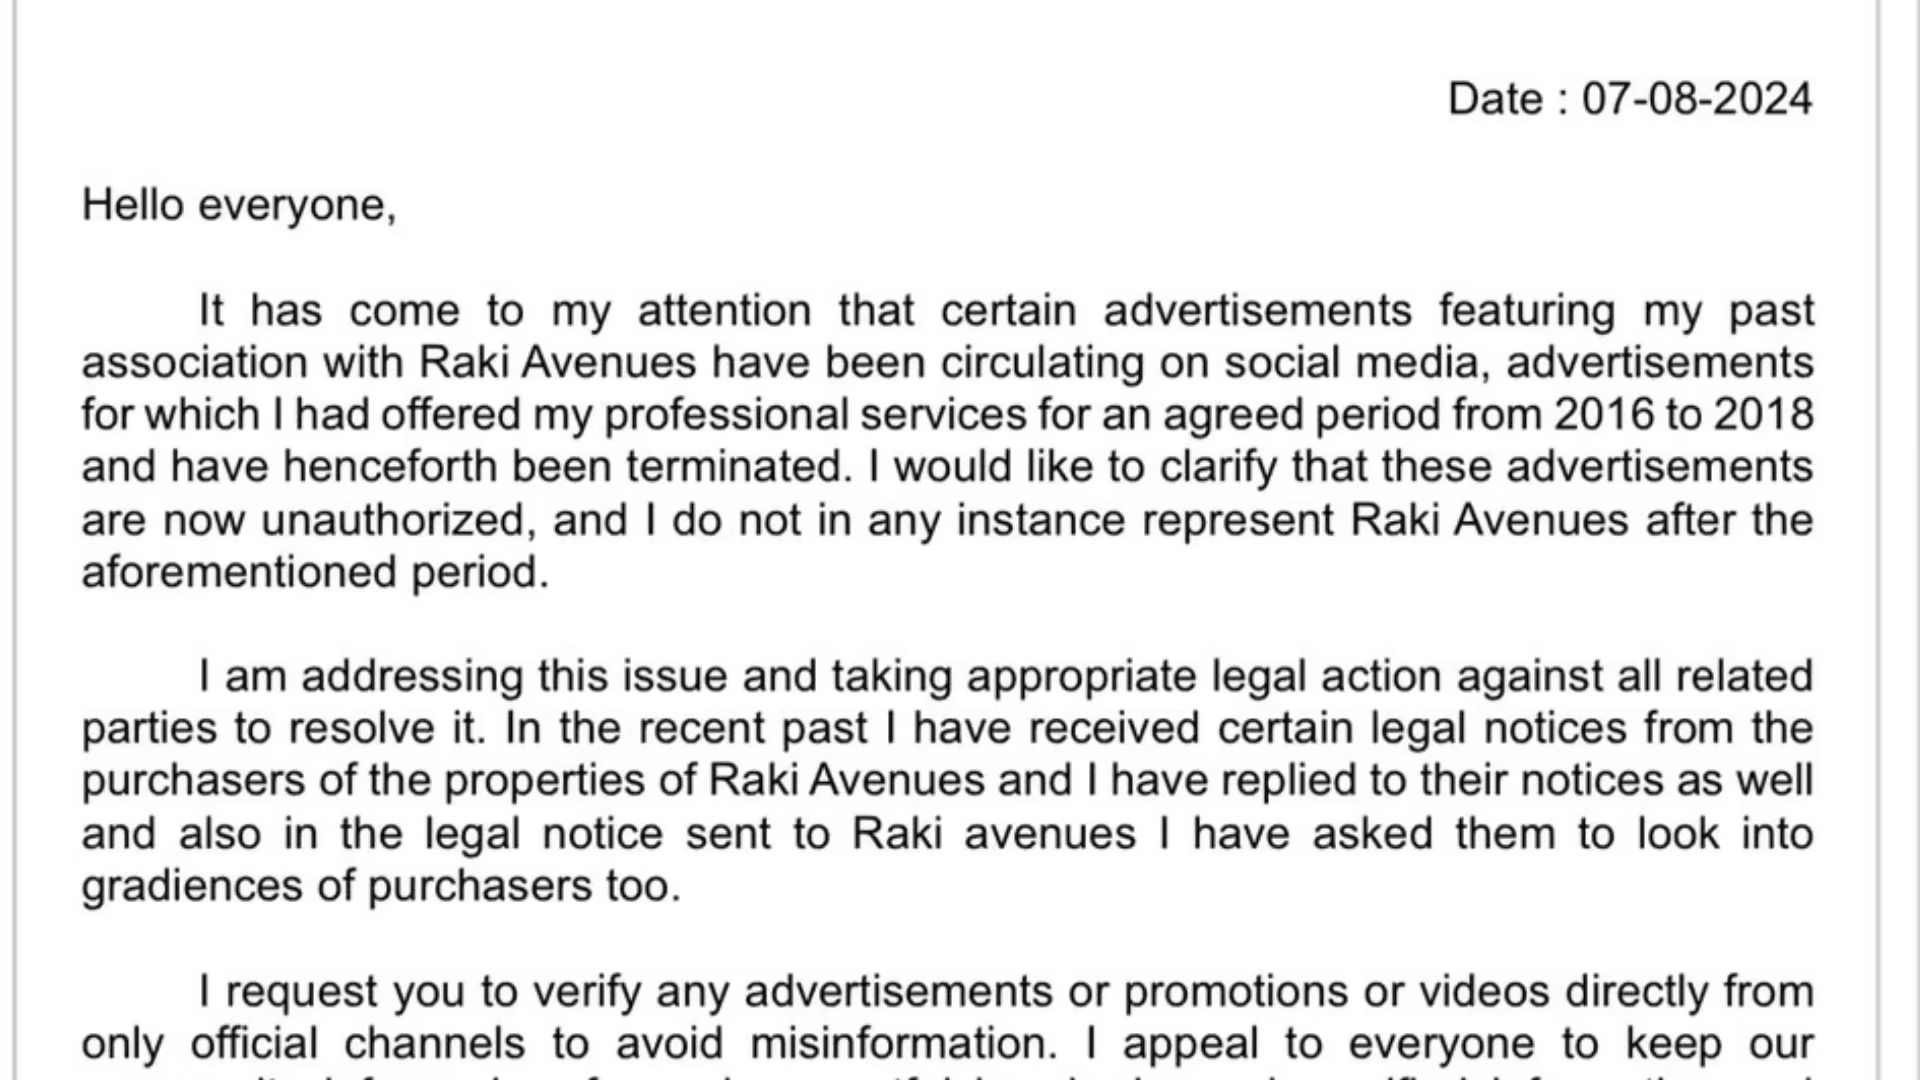 Date : 07-08-2024
Hello everyone,
It has come to my attention that certain advertisements featuring my past
association with Raki Avenues have been circulating on social media, advertisements
for which I had offered my professional services for an agreed period from 2016 to 2018
and have henceforth been terminated. I would like to clarify that these advertisements
are now unauthorized, and I do not in any instance represent Raki Avenues after the
aforementioned period.
I am addressing this issue and taking appropriate legal action against all related
parties to resolve it. In the recent past I have received certain legal notices from the
purchasers of the properties of Raki Avenues and I have replied to their notices as well
and also in the legal notice sent to Raki avenues I have asked them to look into
gradiences of purchasers too.
I request you to verify any advertisements or promotions or videos directly from
only official channels to avoid misinformation. I appeal to everyone to keep our